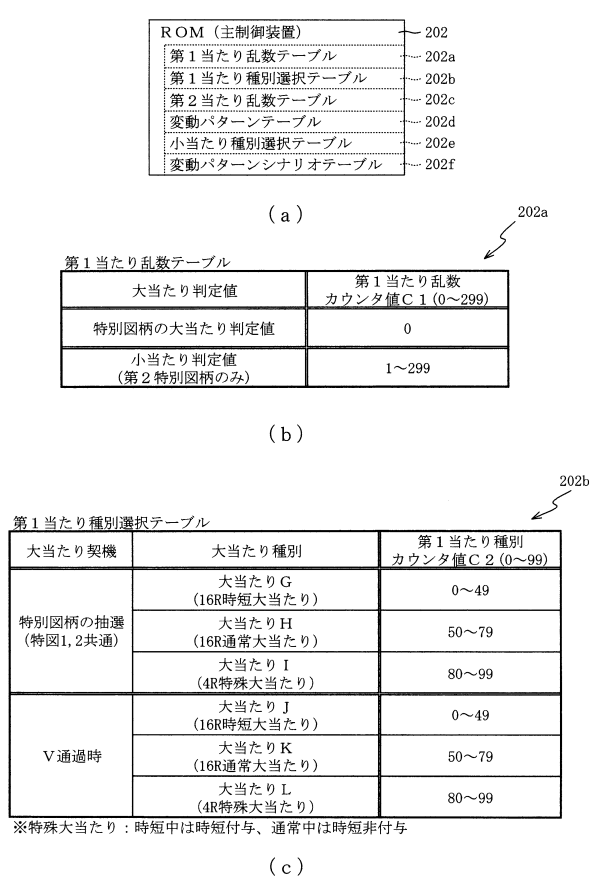 ROM（主制御装置） 202
第１当たり乱数テーブル 202a
第１当たり種別選択テーブル 202b
第２当たり乱数テーブル 202c
変動パターンテーブル 202d
小当たり種別選択テーブル 202e
変動パターンシナリオテーブル 202f
(a)
202a
第１当たり乱数テーブル
大当たり判定値 第１当たり乱数
カウンタ値Ｃ１(0～299)
特別図柄の大当たり判定値 0
小当たり判定値
(第２特別図柄のみ) 1～299
(b)
202b
第１当たり種別選択テーブル
大当たり契機 大当たり種別 第１当たり種別
カウンタ値Ｃ２(0～99)
特別図柄の抽選
(特図1,2共通)
大当たりＧ
(16R時短大当たり) 0～49
大当たりＨ
(16R通常大当たり) 50～79
大当たりＩ
(4R特殊大当たり) 80～99
Ｖ通過時
大当たりＪ
(16R時短大当たり) 0～49
大当たりＫ
(16R通常大当たり) 50～79
大当たりＬ
(4R特殊大当たり) 80～99
※特殊大当たり：時短中は時短付与、通常中は時短非付与
(c)